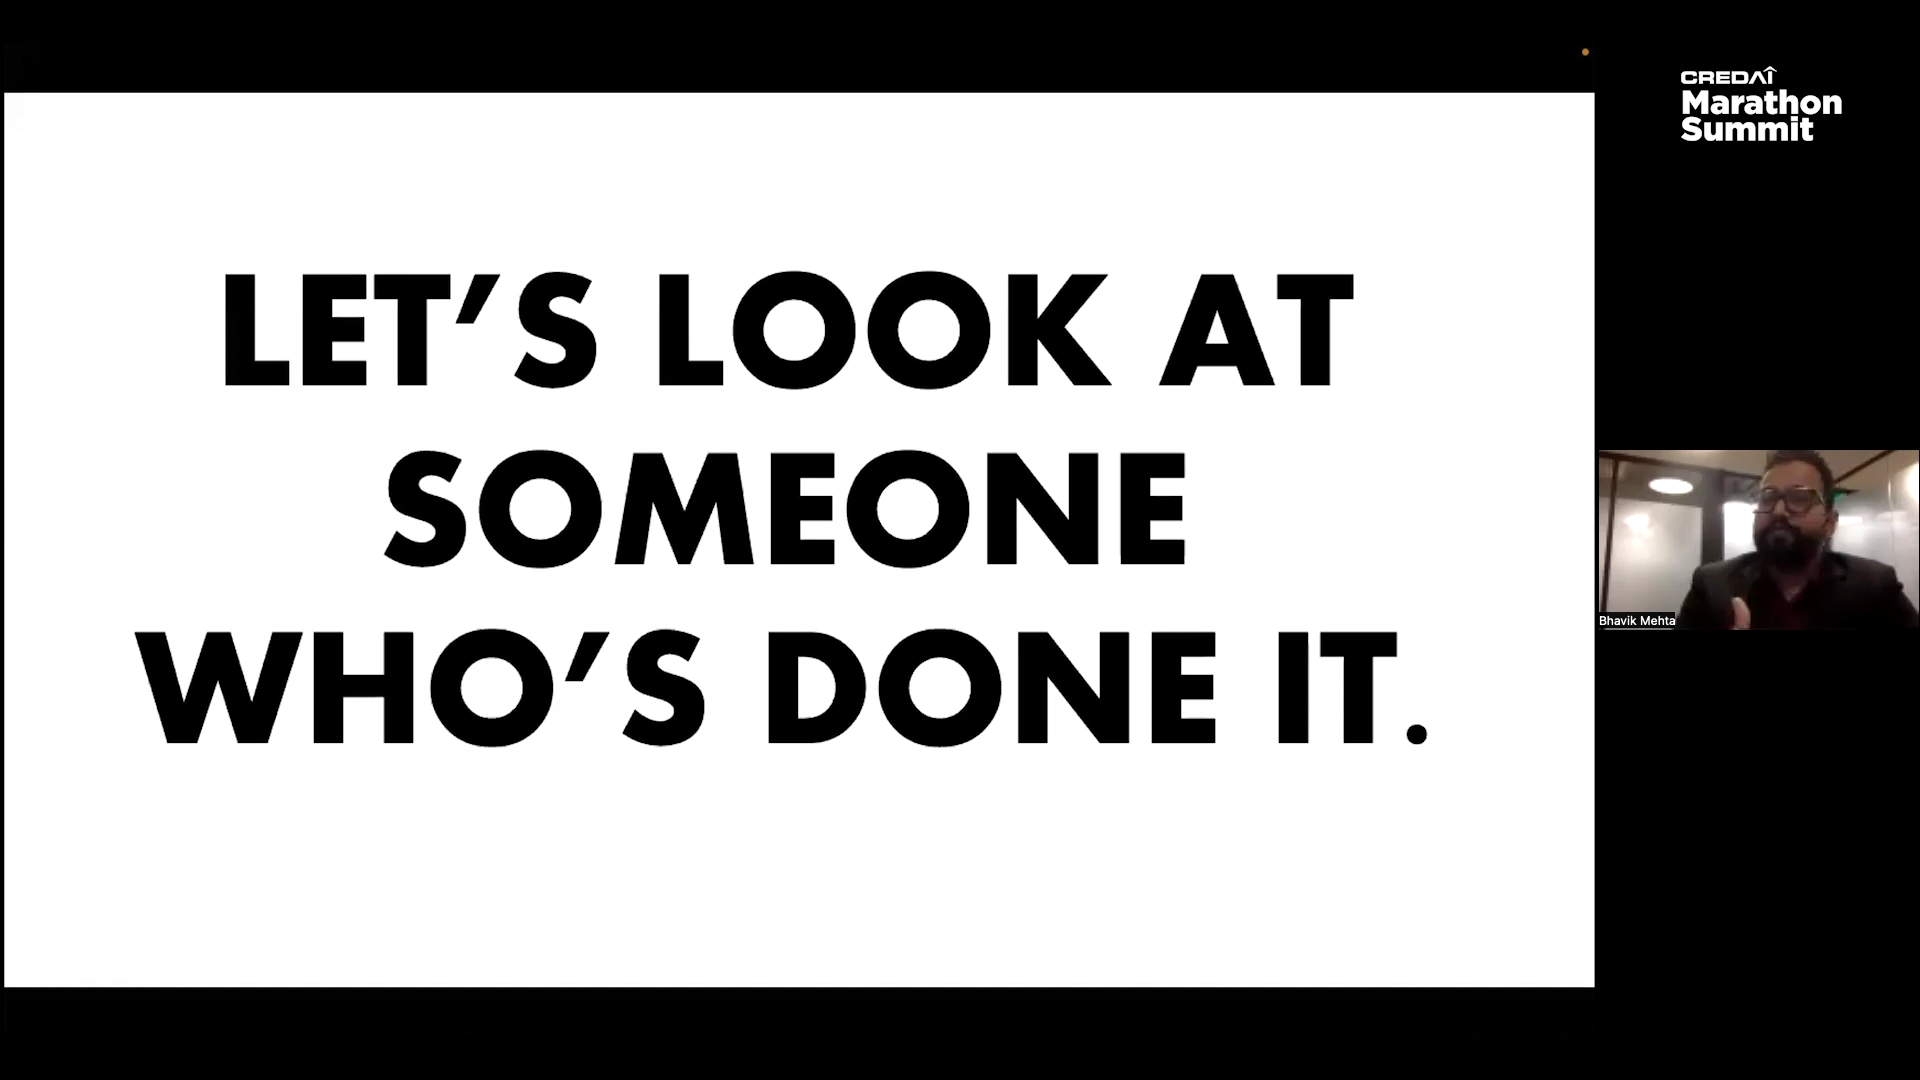 LET’S LOOK AT
SOMEONE
WHO’S DONE IT.
CREDAI
Marathon
Summit
Bhavik Mehta